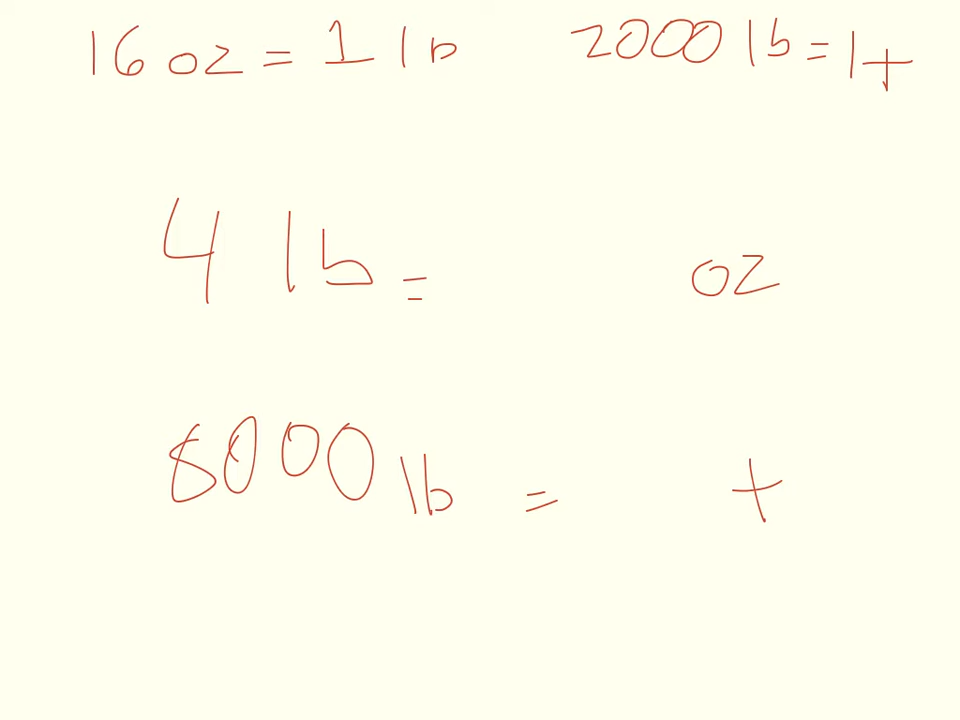 16 oz = 1 lb 2000 lb = 1 t
4 lb = oz
8000 lb = t